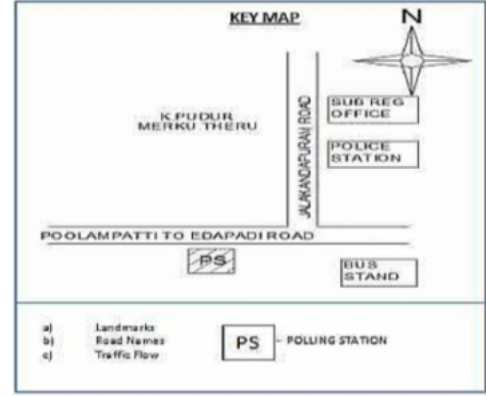 KEY MAP
N
K.PUDUR
MERKU THERU
JALAKANDAPURAM ROAD
SUB REG
OFFICE
POLICE
STATION
POOLAMPATTI TO EDAPADI ROAD
PS
BUS
STAND
a) Landmarks
b) Road Names
c) Traffic Flow
PS - POLLING STATION